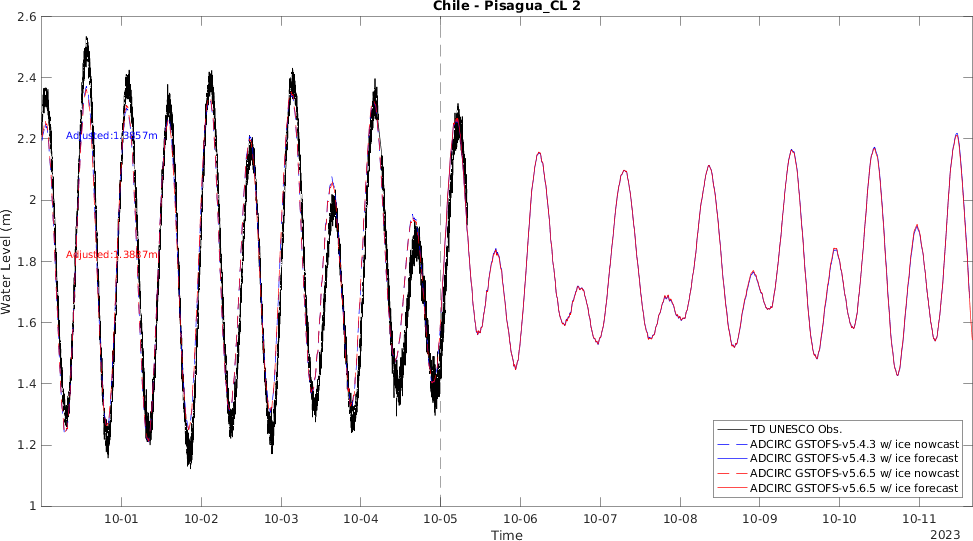 Chile - Pisagua_CL 2
2.6
2.4
2.2
2
1.8
1.6
1.4
1.2
1
Water Level (m)
Adjusted:1.3857m
Adjusted:1.3887m
TD UNESCO Obs.
ADCIRC GSTOFS-v5.4.3 w/ ice nowcast
ADCIRC GSTOFS-v5.4.3 w/ ice forecast
ADCIRC GSTOFS-v5.6.5 w/ ice nowcast
ADCIRC GSTOFS-v5.6.5 w/ ice forecast
10-01 10-02 10-03 10-04 10-05 10-06 10-07 10-08 10-09 10-10 10-11
Time
2023